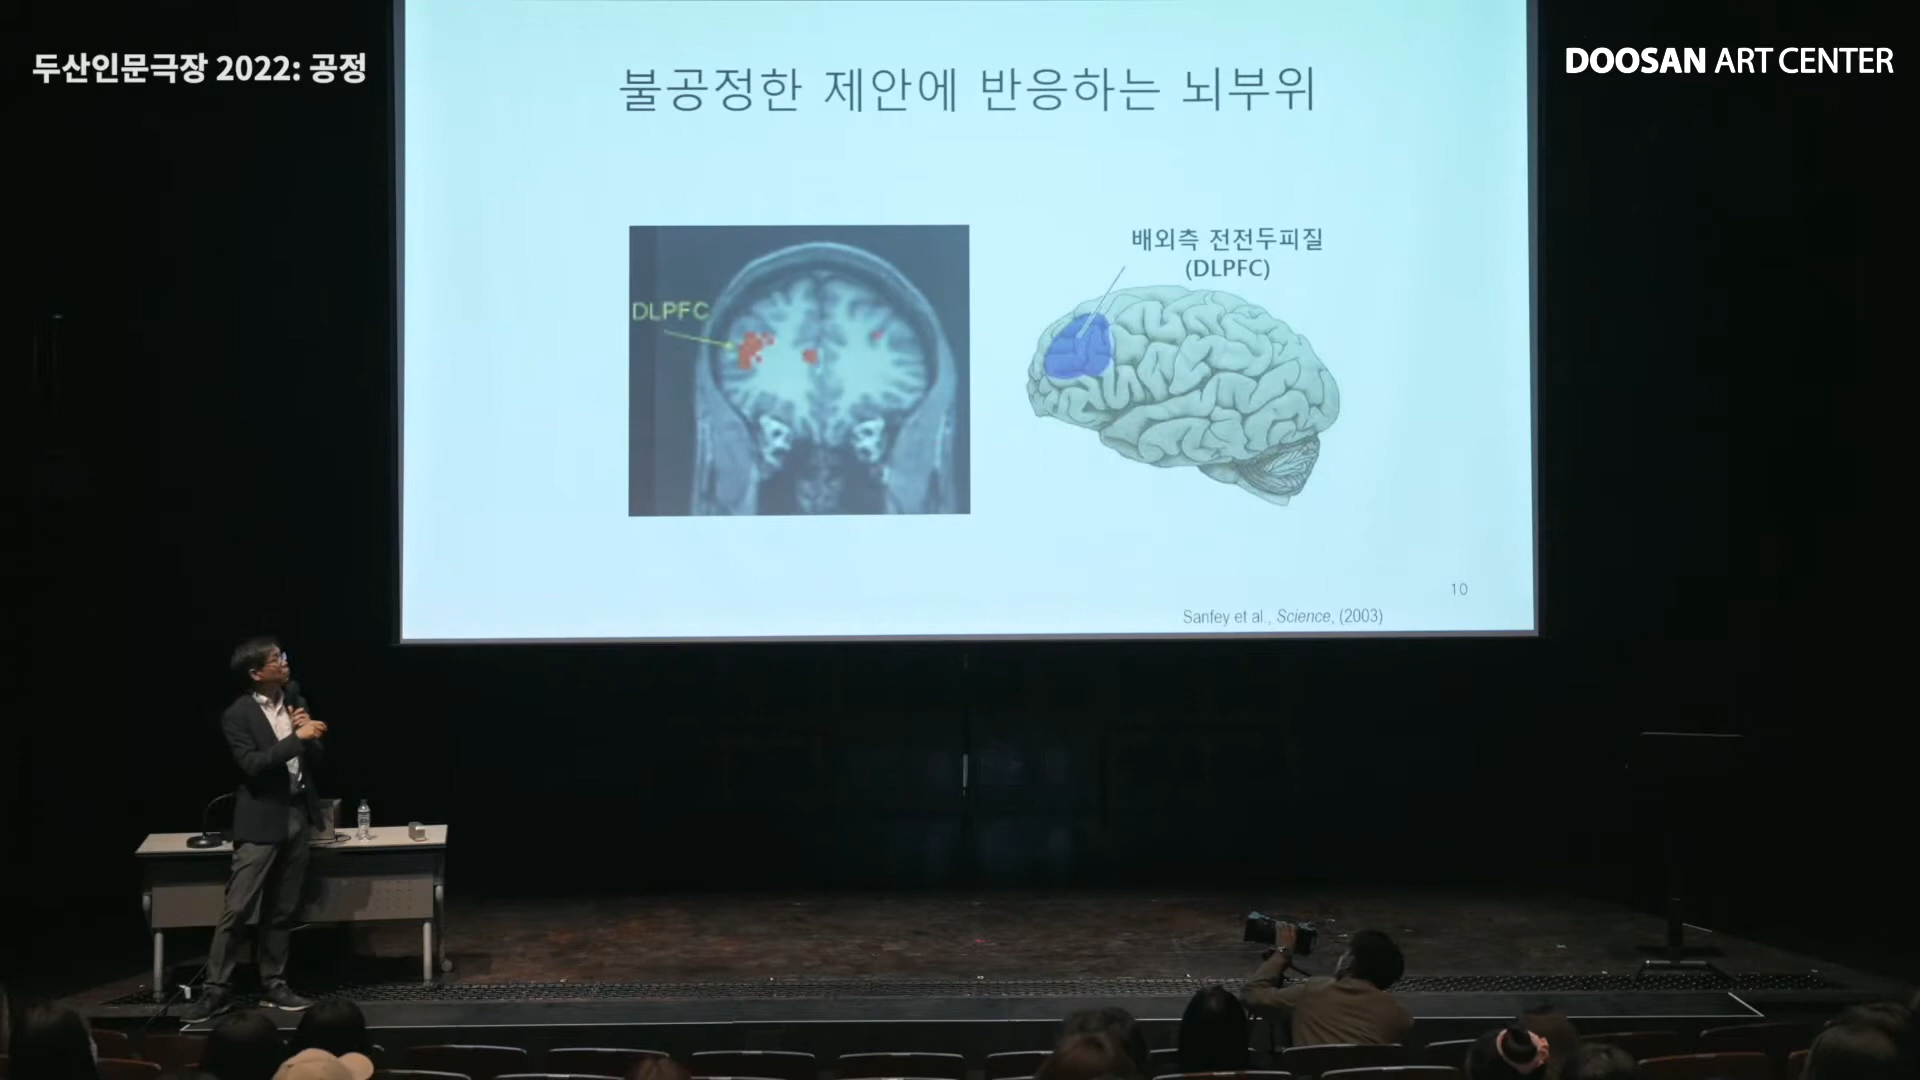 두산인문극장 2022: 공정
DOOSAN ART CENTER
불공정한 제안에 반응하는 뇌부위
DLPFC
배외측 전전두피질
(DLPFC)
10
Sanfey et al., Science, (2003)